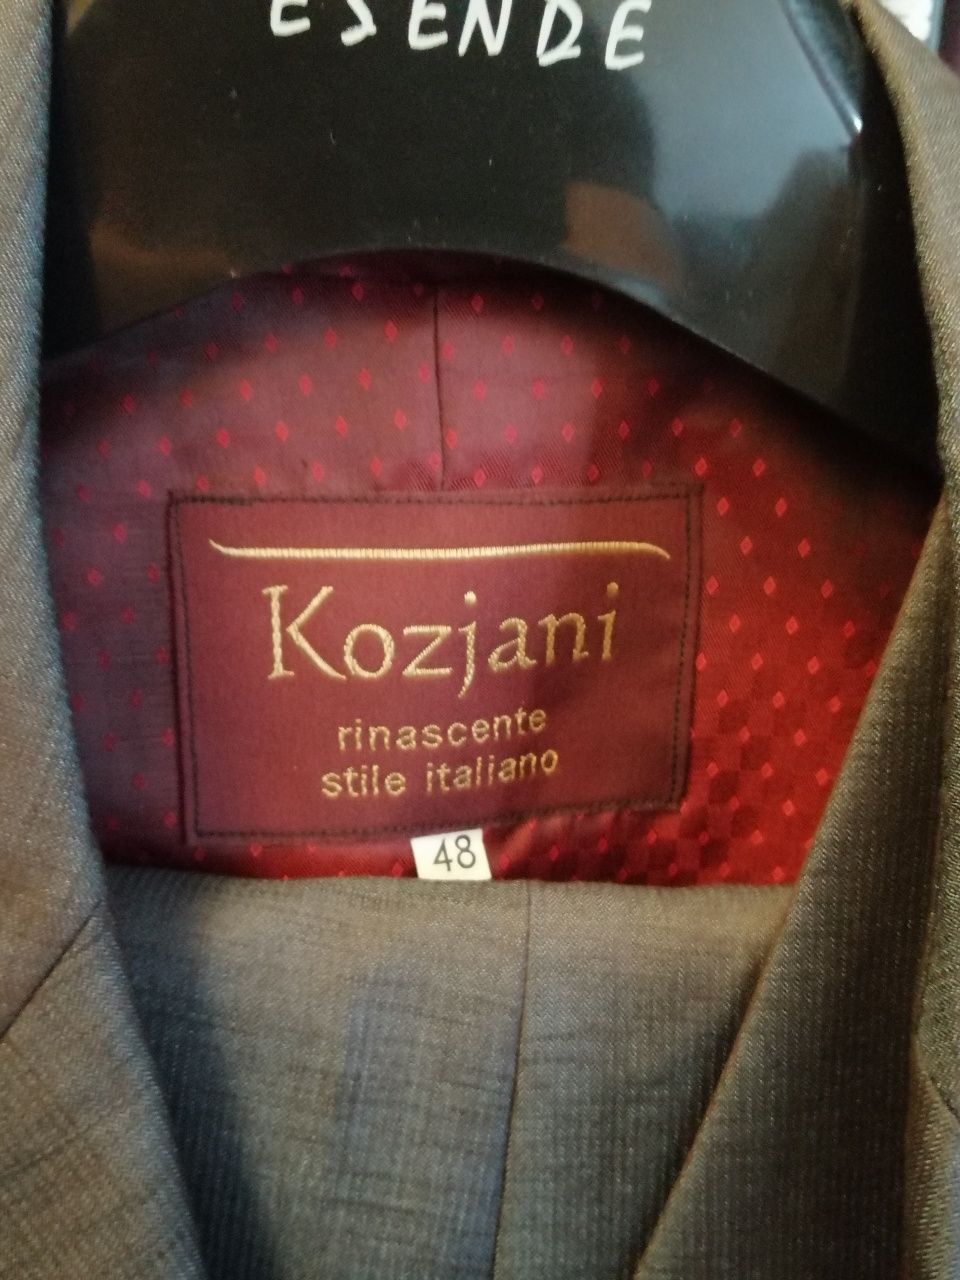 ESENDE
Kozjani
rinascente
stile italiano
48